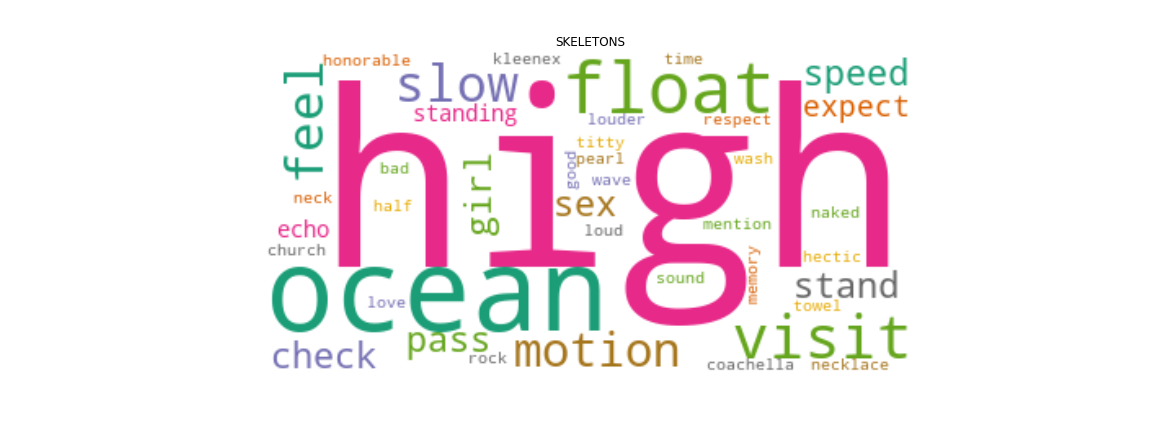 SKELETONS
honorable
kleenex
time
feel
slow
float
speed
standing
expect
louder
respect
high
titty
good
pearl
wash
bad
girl
wave
neck
half
sex
naked
echo
loud
mention
church
hectic
ocean
sound
memory
stand
love
towel
pass
visit
check
rock
motion
coachella
necklace